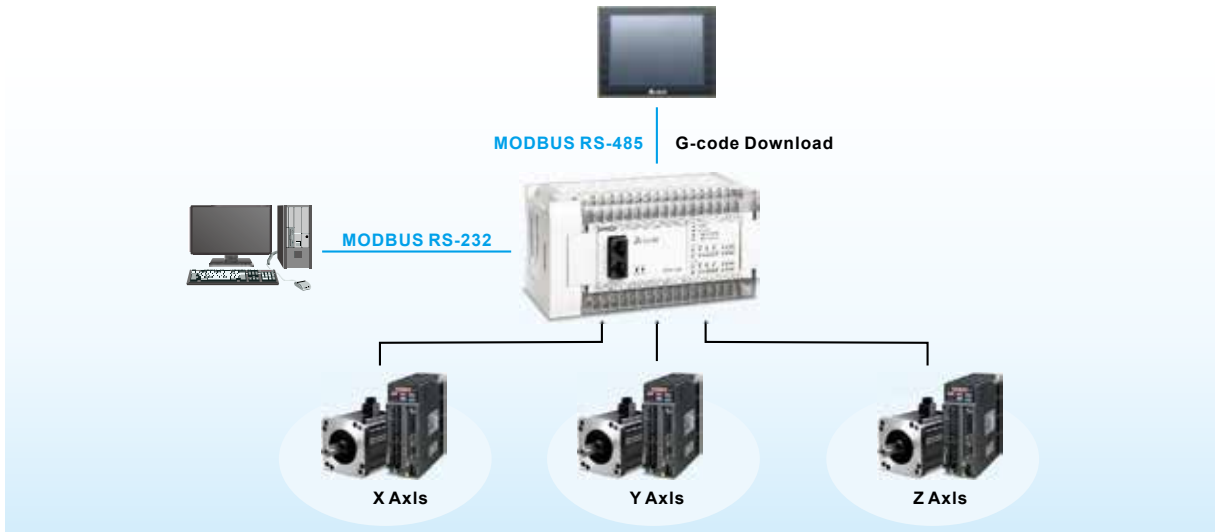 MODBUS RS-485
G-code Download
MODBUS RS-232
X AxIs
Y AxIs
Z AxIs